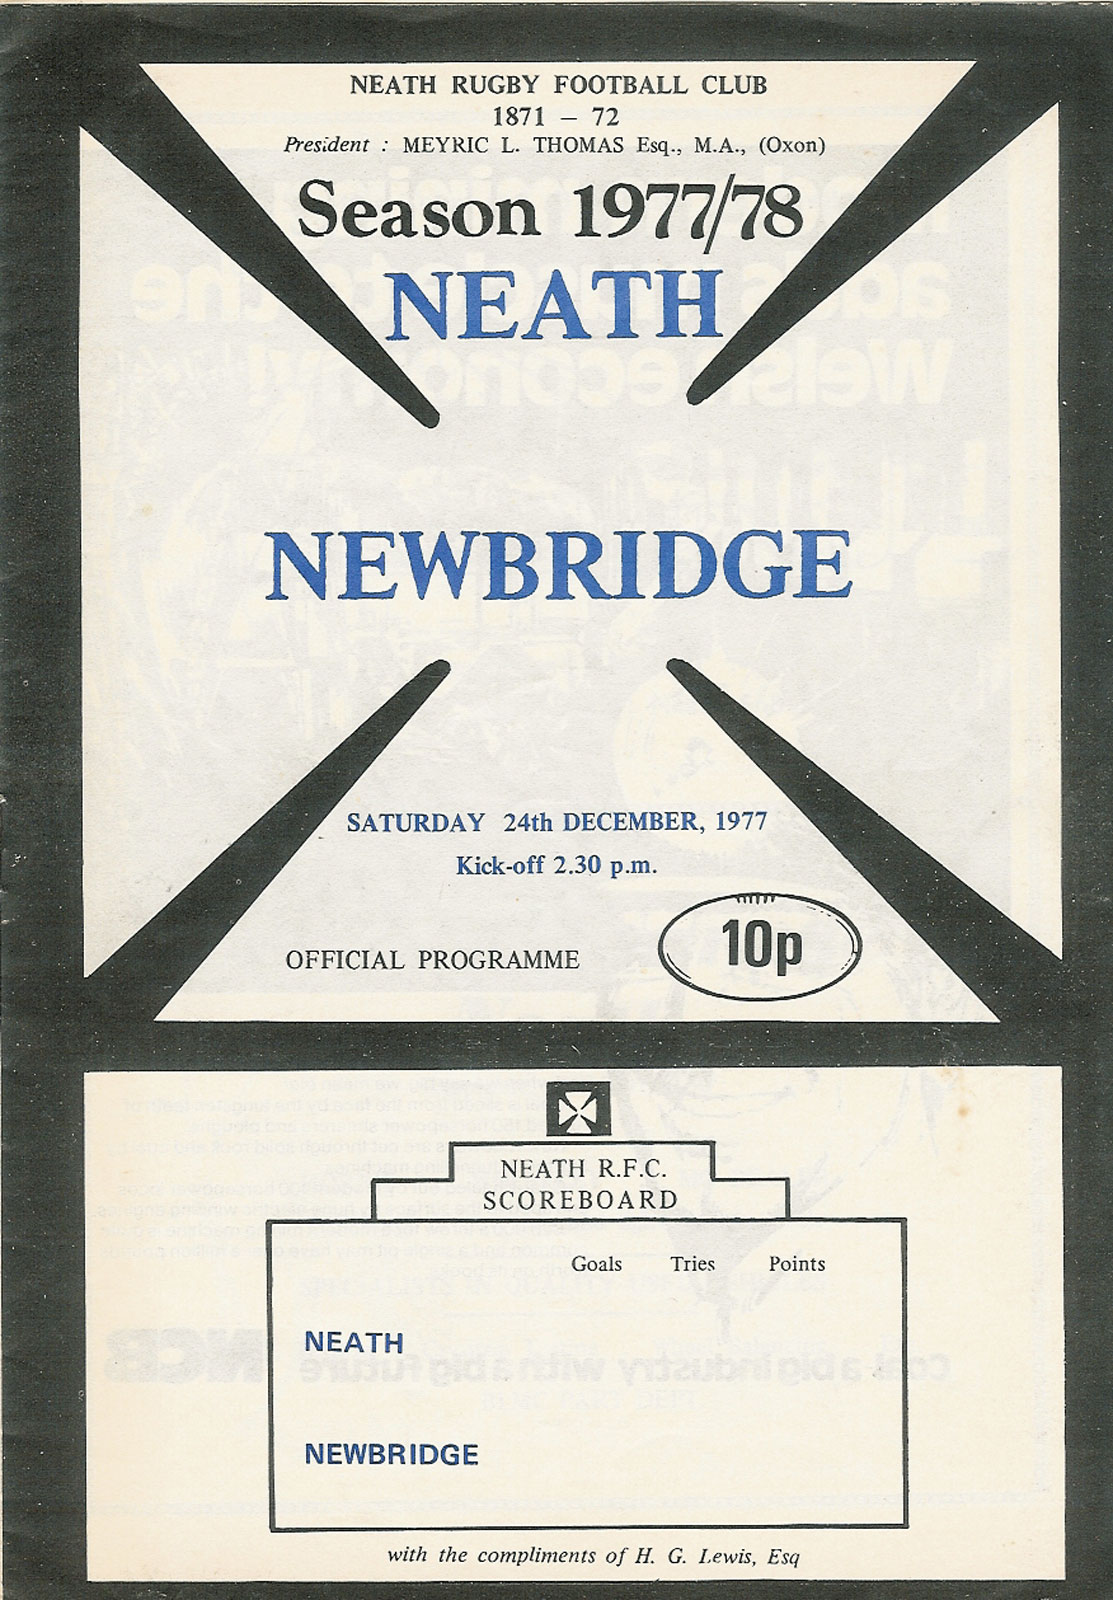 NEATH RUGBY FOOTBALL CLUB
1871 – 72
President : MEYRIC L. THOMAS Esq., M.A., (Oxon)
Season 1977/78
NEATH
NEWBRIDGE
SATURDAY 24th DECEMBER, 1977
Kick-off 2.30 p.m.
OFFICIAL PROGRAMME
10p
NEATH R.F.C.
SCOREBOARD
Goals Tries Points
NEATH
NEWBRIDGE
with the compliments of H. G. Lewis, Esq